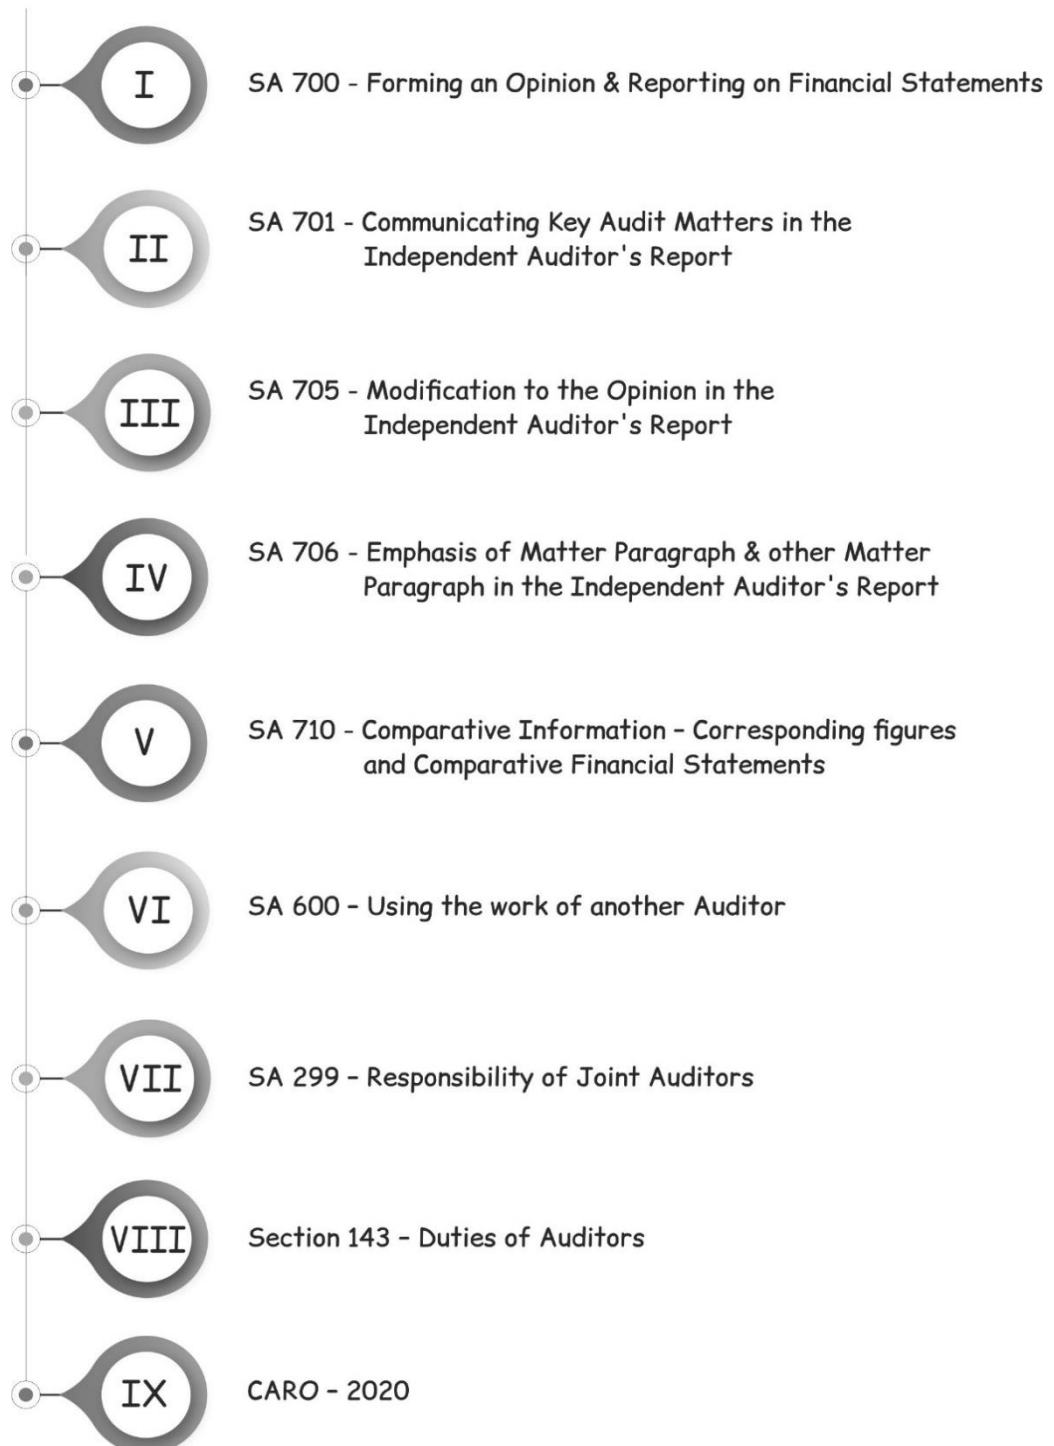 I
SA 700 - Forming an Opinion & Reporting on Financial Statements
II
SA 701 - Communicating Key Audit Matters in the
Independent Auditor's Report
III
SA 705 - Modification to the Opinion in the
Independent Auditor's Report
IV
SA 706 - Emphasis of Matter Paragraph & other Matter
Paragraph in the Independent Auditor's Report
V
SA 710 - Comparative Information – Corresponding figures
and Comparative Financial Statements
VI
SA 600 – Using the work of another Auditor
VII
SA 299 – Responsibility of Joint Auditors
VIII
Section 143 – Duties of Auditors
IX
CARO – 2020